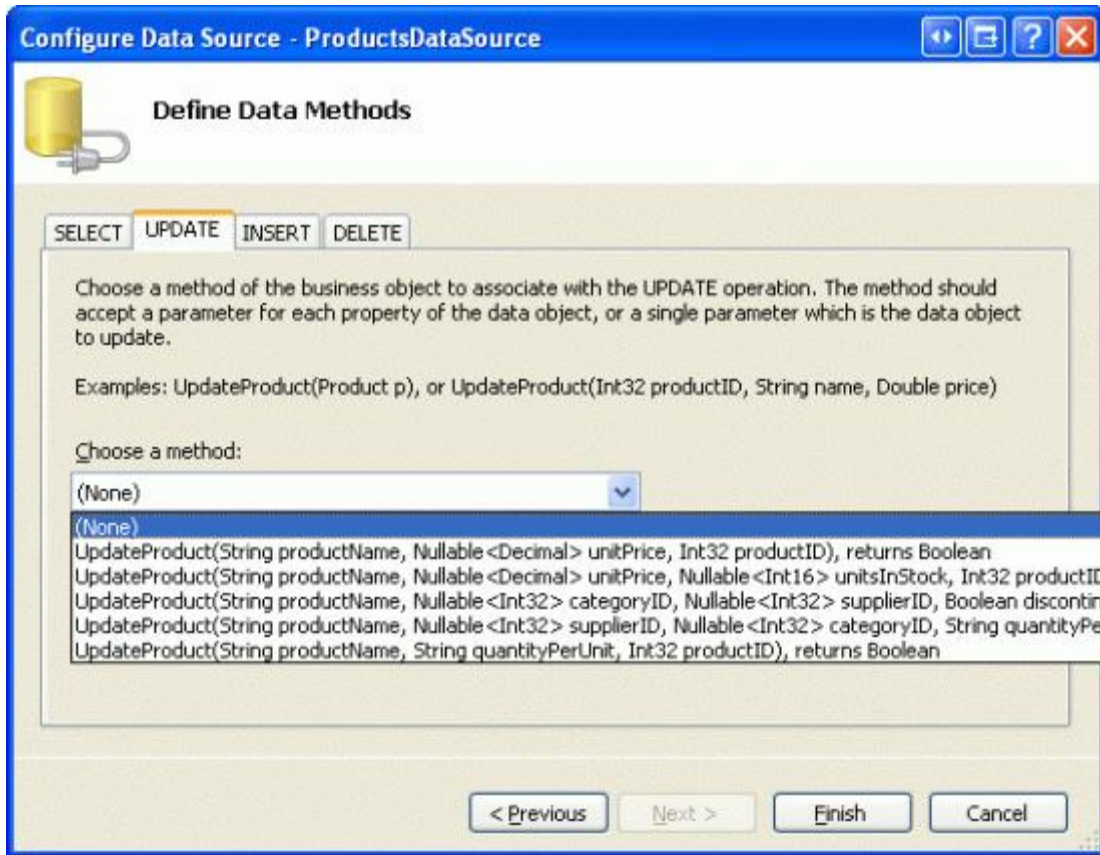 Configure Data Source - ProductsDataSource
Define Data Methods
SELECT UPDATE INSERT DELETE
Choose a method of the business object to associate with the UPDATE operation. The method should
accept a parameter for each property of the data object, or a single parameter which is the data object
to update.
Examples: UpdateProduct(Product p), or UpdateProduct(Int32 productID, String name, Double price)
Choose a method:
(None)
(None)
UpdateProduct(String productName, Nullable<Decimal> unitPrice, Int32 productID), returns Boolean
UpdateProduct(String productName, Nullable<Decimal> unitPrice, Nullable<Int16> unitsInStock, Int32 productID
UpdateProduct(String productName, Nullable<Int32> categoryID, Nullable<Int32> supplierID, Boolean discontin
UpdateProduct(String productName, Nullable<Int32> supplierID, Nullable<Int32> categoryID, String quantityPe
UpdateProduct(String productName, String quantityPerUnit, Int32 productID), returns Boolean
< Previous Next > Finish Cancel